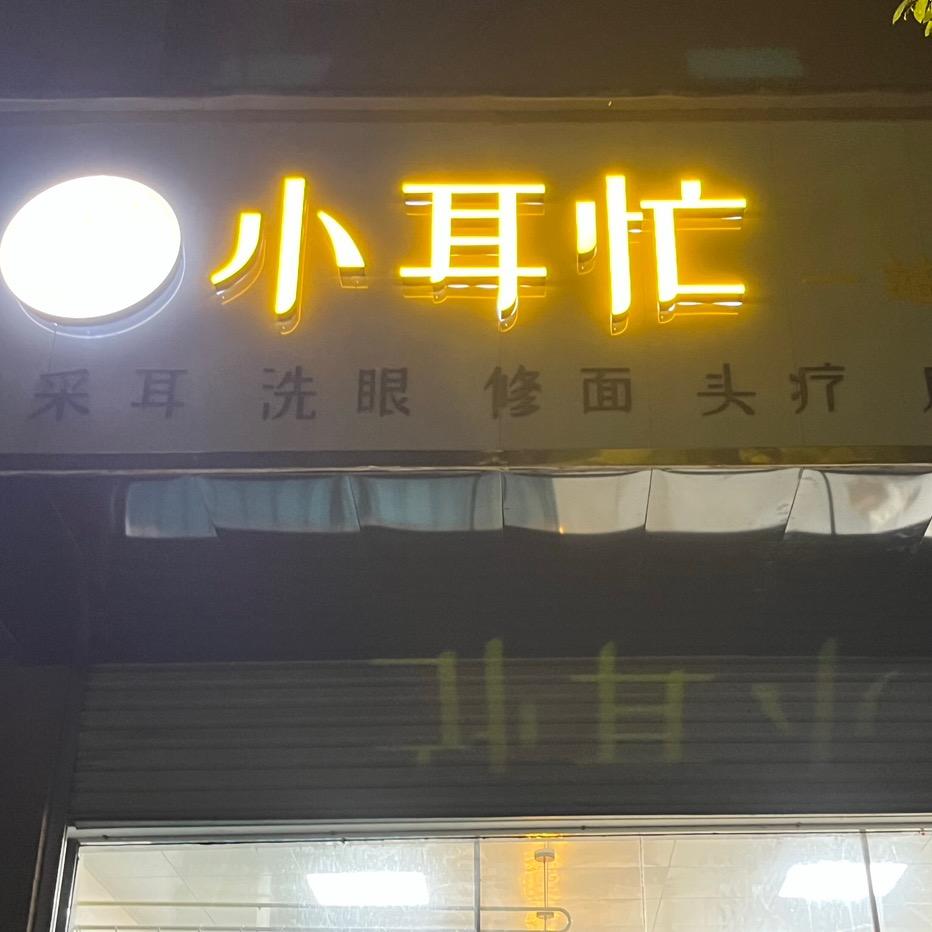 小耳忙
采耳 洗眼 修面 头疗